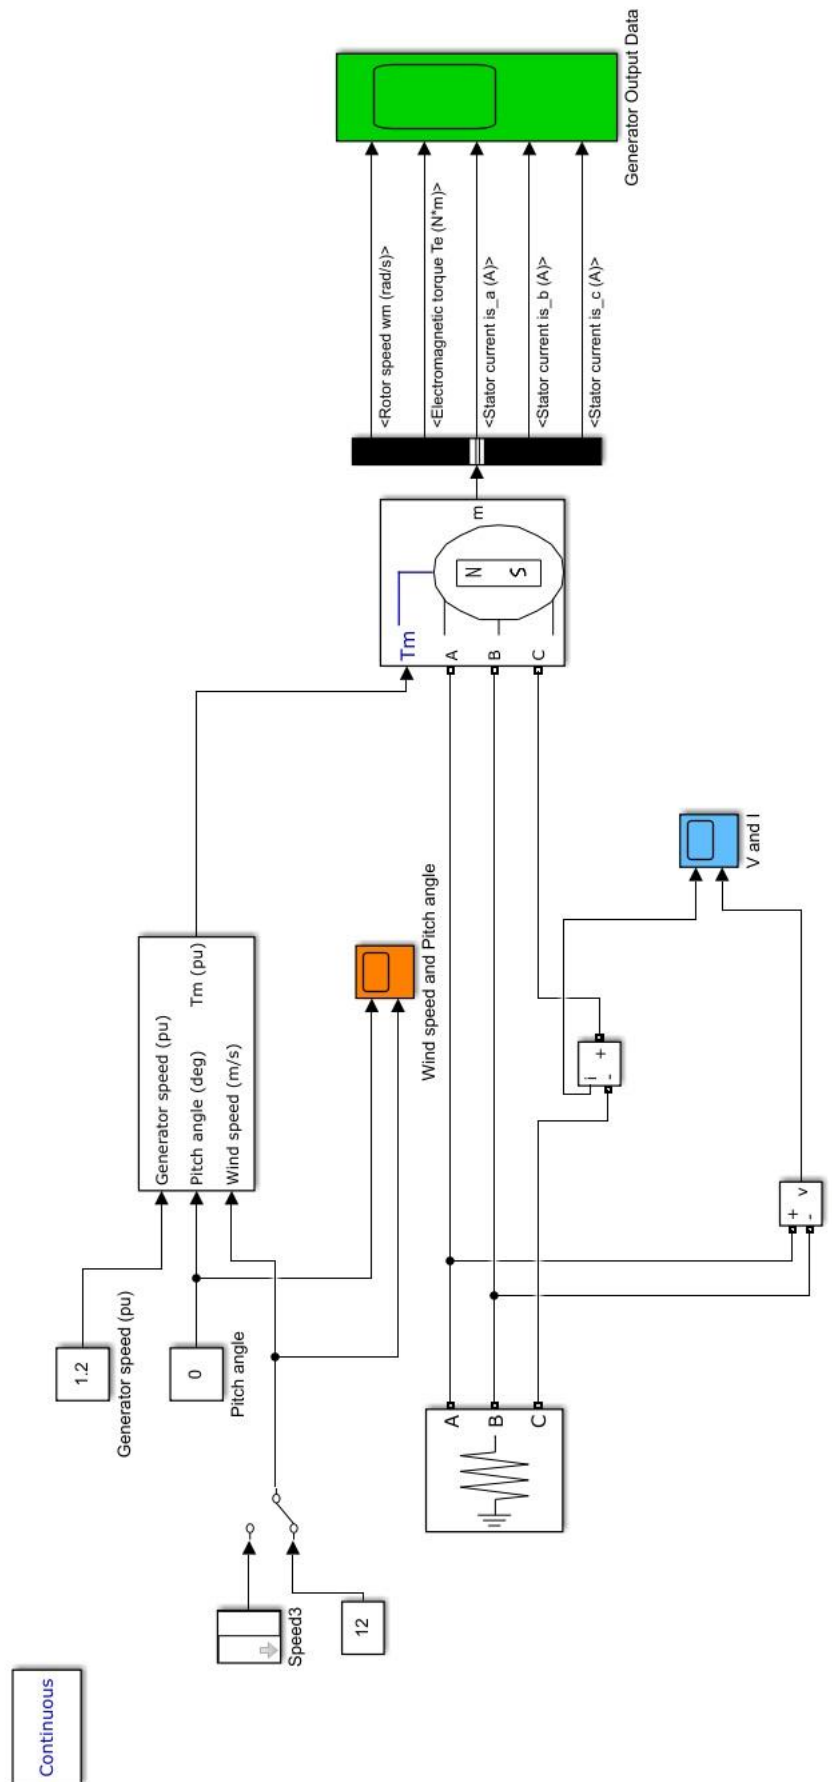 Continuous
Speed3
12
1.2
Generator speed (pu)
0
Pitch angle
Generator speed (pu)
Pitch angle (deg)
Tm (pu)
Wind speed (m/s)
Wind speed and Pitch angle
A
B
C
i
+
-
+
v
-
V and I
Tm
A
B
C
N
S
m
<Rotor speed wm (rad/s)>
<Electromagnetic torque Te (N*m)>
<Stator current is_a (A)>
<Stator current is_b (A)>
<Stator current is_c (A)>
Generator Output Data